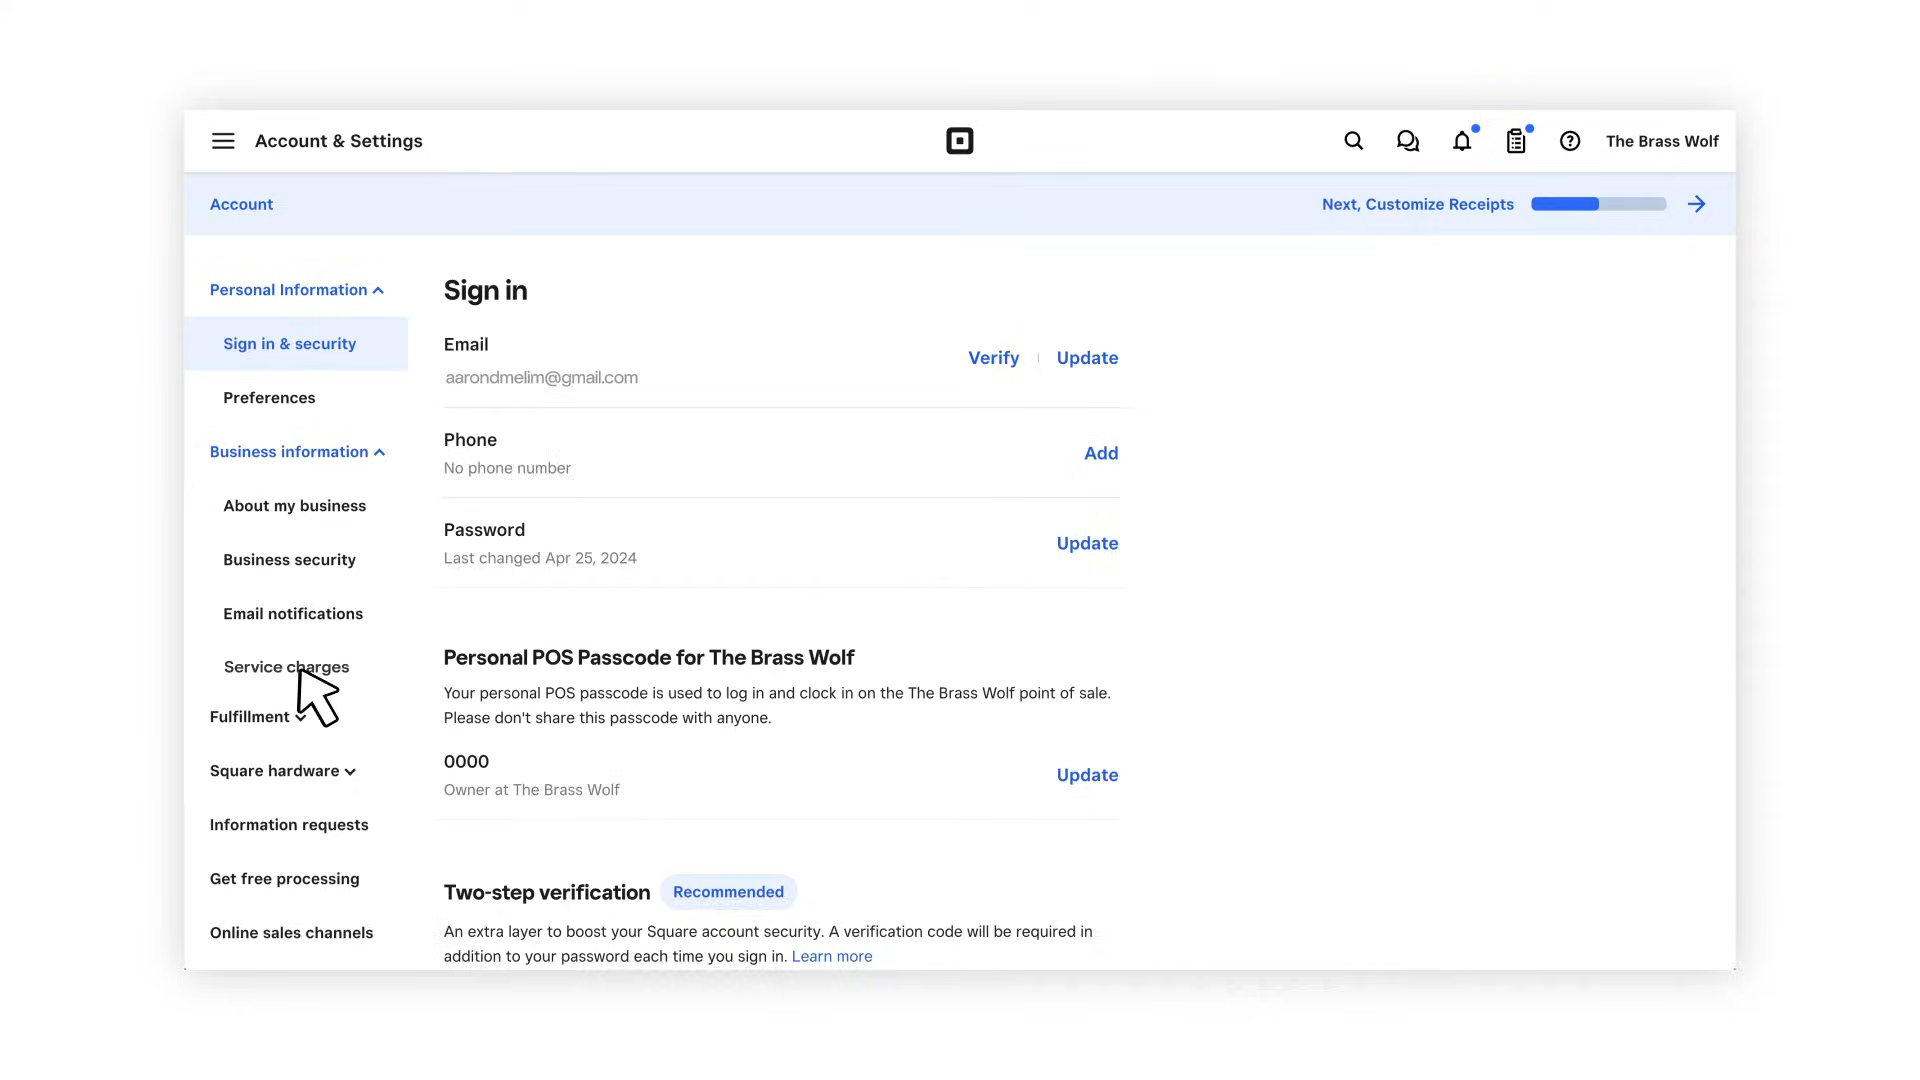 Account & Settings
The Brass Wolf
Account
Next, Customize Receipts
Personal Information
Sign in & security
Preferences
Business information
About my business
Business security
Email notifications
Service charges
Fulfillment
Square hardware
Information requests
Get free processing
Online sales channels
Sign in
Email
aarondmelim@gmail.com
Verify
Update
Phone
No phone number
Add
Password
Last changed Apr 25, 2024
Update
Personal POS Passcode for The Brass Wolf
Your personal POS passcode is used to log in and clock in on the The Brass Wolf point of sale.
Please don't share this passcode with anyone.
0000
Owner at The Brass Wolf
Update
Two-step verification
Recommended
An extra layer to boost your Square account security. A verification code will be required in
addition to your password each time you sign in. Learn more